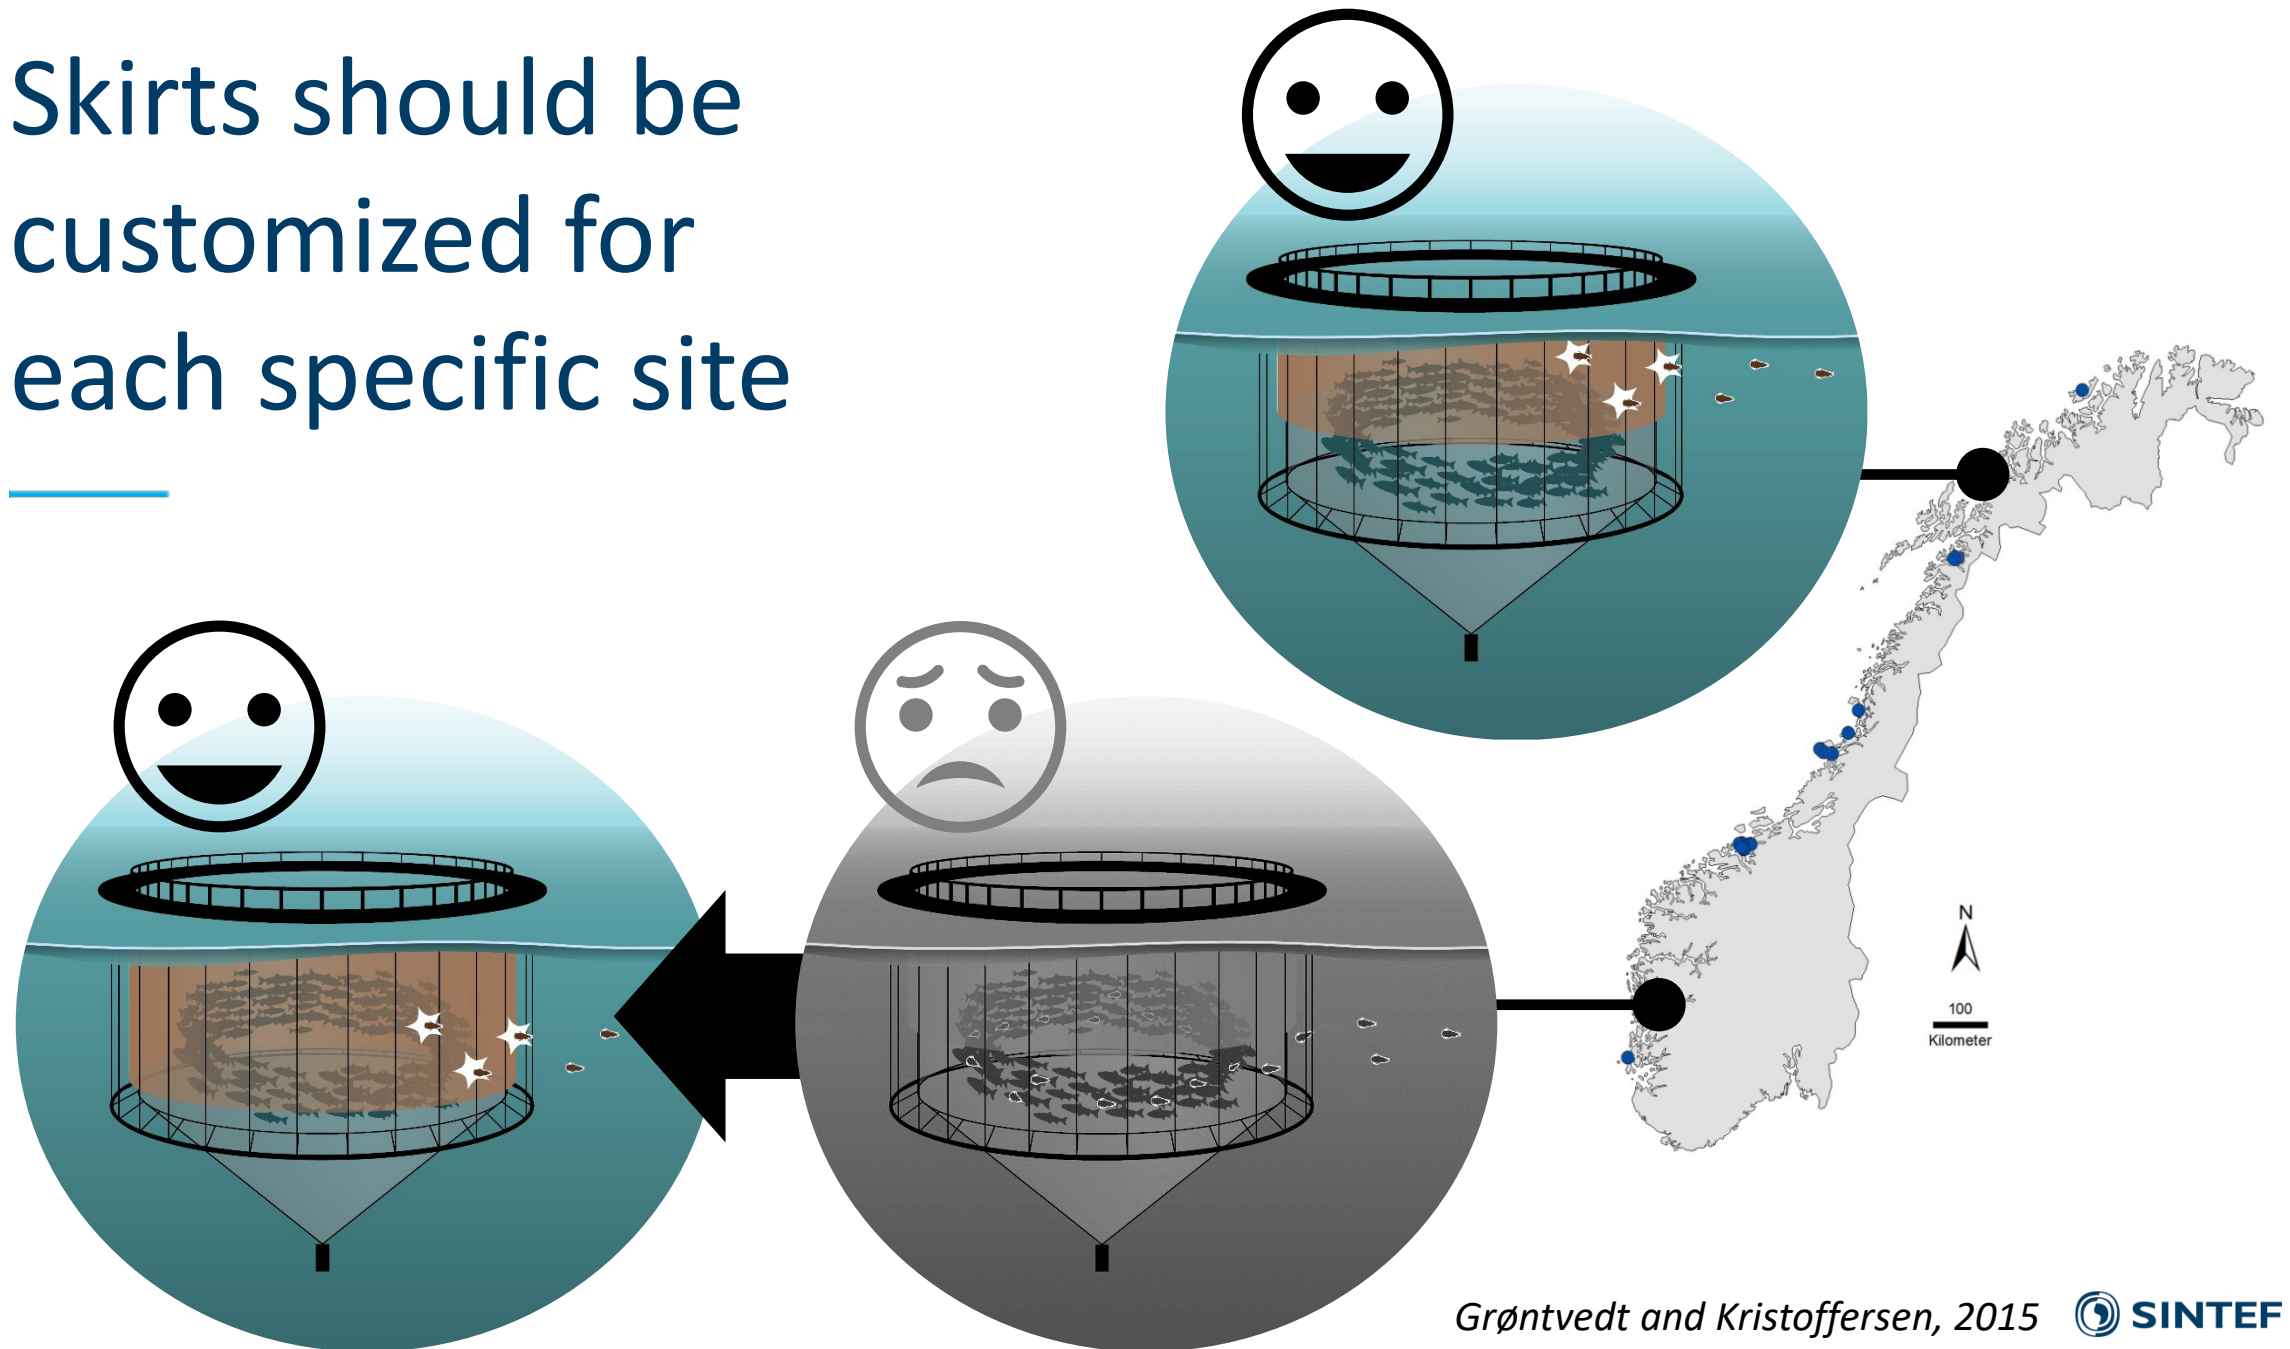 Skirts should be
customized for
each specific site
N
100
Kilometer
Grøntvedt and Kristoffersen, 2015
SINTEF